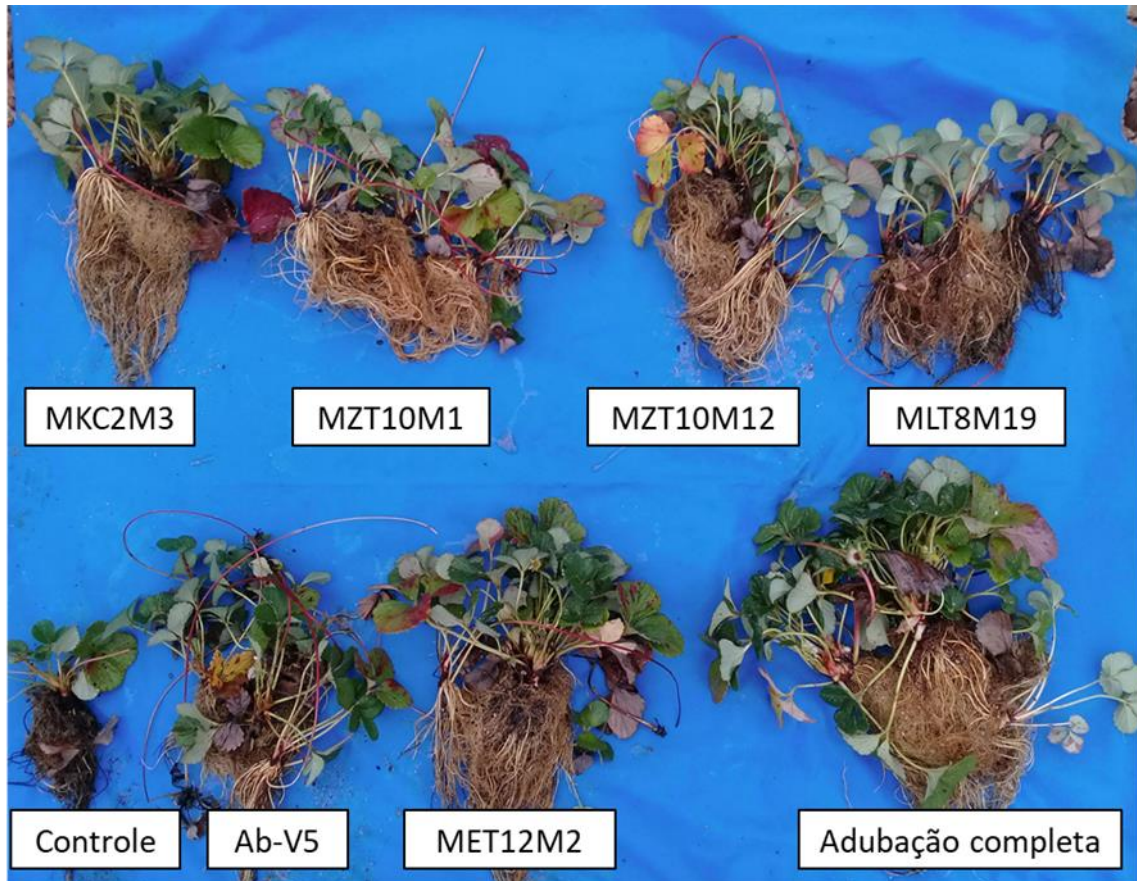 MKC2M3
MZT10M1
MZT10M12
MLT8M19
Controle
Ab-V5
MET12M2
Adubação completa